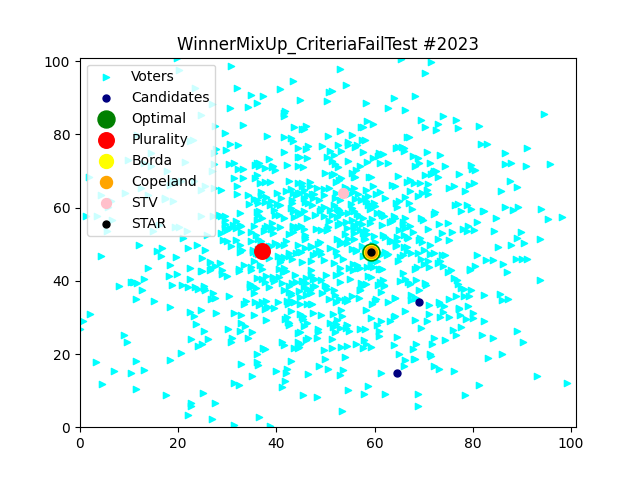 WinnerMixUp_CriteriaFailTest #2023
100
80
60
40
20
0
Voters
Candidates
Optimal
Plurality
Borda
Copeland
STV
STAR
0 20 40 60 80 100